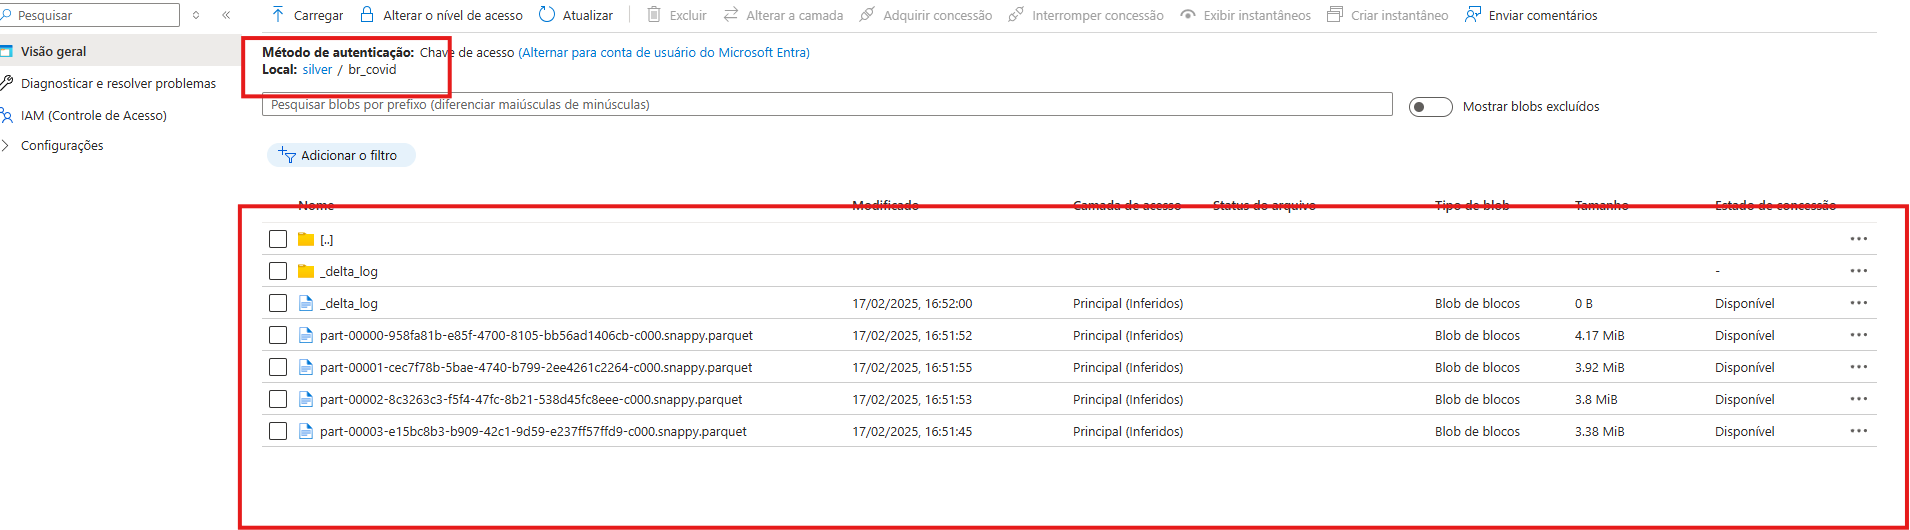 Pesquisar
Carregar Alterar o nível de acesso Atualizar Excluir Alterar a camada Adquirir concessão Interromper concessão Exibir instantâneos Criar instantâneo Enviar comentários
Visão geral
Diagnosticar e resolver problemas
IAM (Controle de Acesso)
Configurações
Método de autenticação: Chave de acesso (Alternar para conta de usuário do Microsoft Entra)
Local: silver / br_covid
Pesquisar blobs por prefixo (diferenciar maiúsculas de minúsculas)
Mostrar blobs excluídos
Adicionar o filtro
Nome Modificado Camada de acesso Status do arquivo Tipo de blob Tamanho Estado de concessão
[..]
_delta_log -
_delta_log 17/02/2025, 16:52:00 Principal (Inferidos) Blob de blocos 0 B Disponível
part-00000-958fa81b-e85f-4700-8105-bb56ad1406cb-c000.snappy.parquet 17/02/2025, 16:51:52 Principal (Inferidos) Blob de blocos 4.17 MiB Disponível
part-00001-cec7f78b-5bae-4740-b799-2ee4261c2264-c000.snappy.parquet 17/02/2025, 16:51:55 Principal (Inferidos) Blob de blocos 3.92 MiB Disponível
part-00002-8c3263c3-f5f4-47fc-8b21-538d45fc8eee-c000.snappy.parquet 17/02/2025, 16:51:53 Principal (Inferidos) Blob de blocos 3.8 MiB Disponível
part-00003-e15bc8b3-b909-42c1-9d59-e237ff57ffd9-c000.snappy.parquet 17/02/2025, 16:51:45 Principal (Inferidos) Blob de blocos 3.38 MiB Disponível